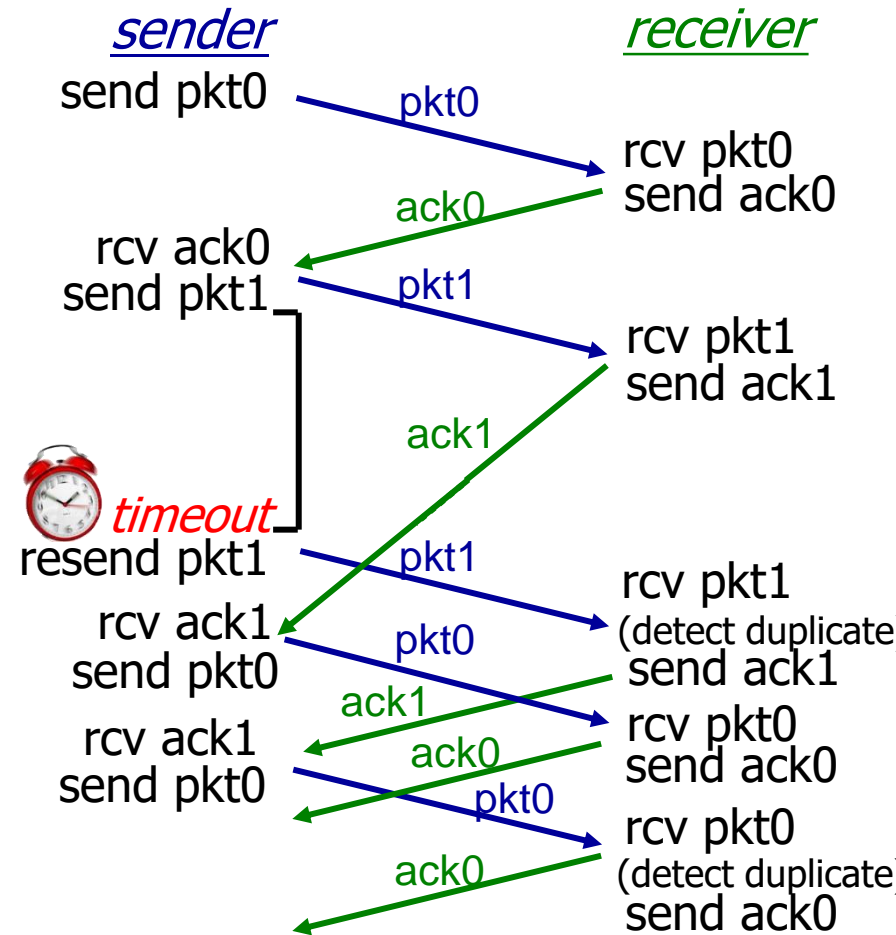 sender
receiver
send pkt0
pkt0
rcv pkt0
send ack0
ack0
rcv ack0
send pkt1
pkt1
rcv pkt1
send ack1
ack1
timeout
resend pkt1
pkt1
rcv pkt1
(detect duplicate)
send ack1
rcv ack1
send pkt0
pkt0
ack1
rcv pkt0
send ack0
rcv ack1
send pkt0
ack0
pkt0
rcv pkt0
(detect duplicate)
send ack0
ack0